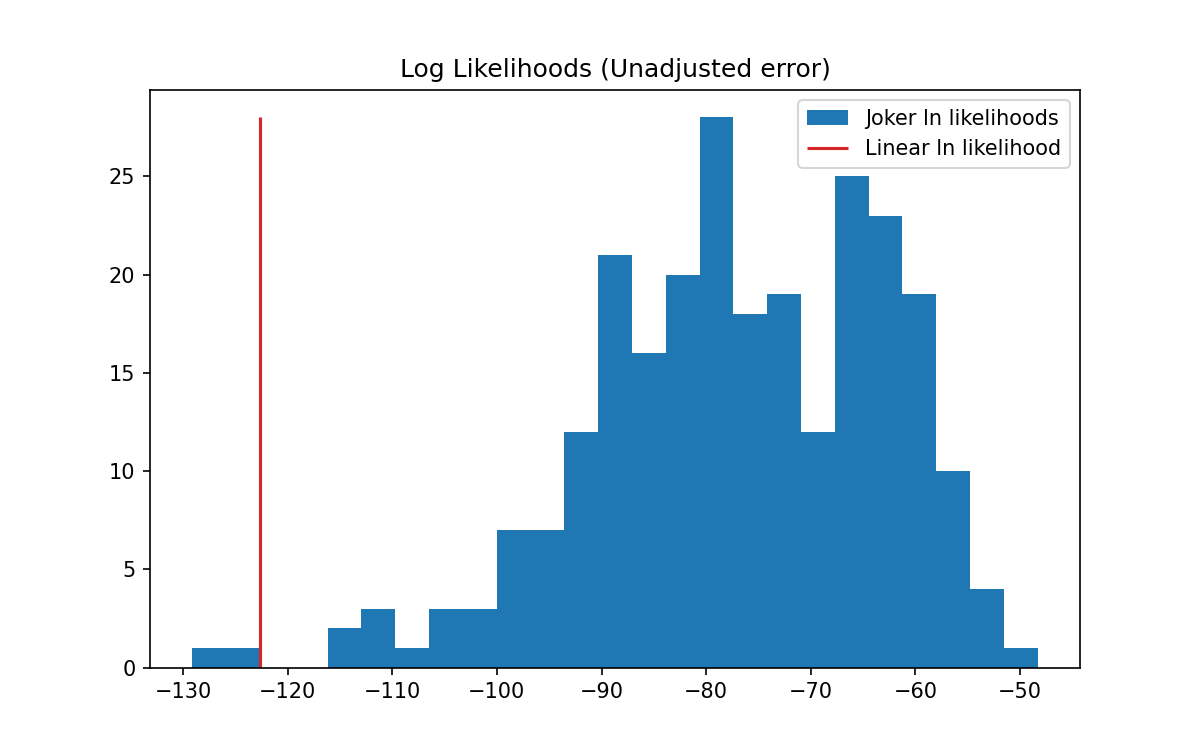 Log Likelihoods (Unadjusted error)
Joker ln likelihoods
Linear ln likelihood
25
20
15
10
5
0
−130 −120 −110 −100 −90 −80 −70 −60 −50